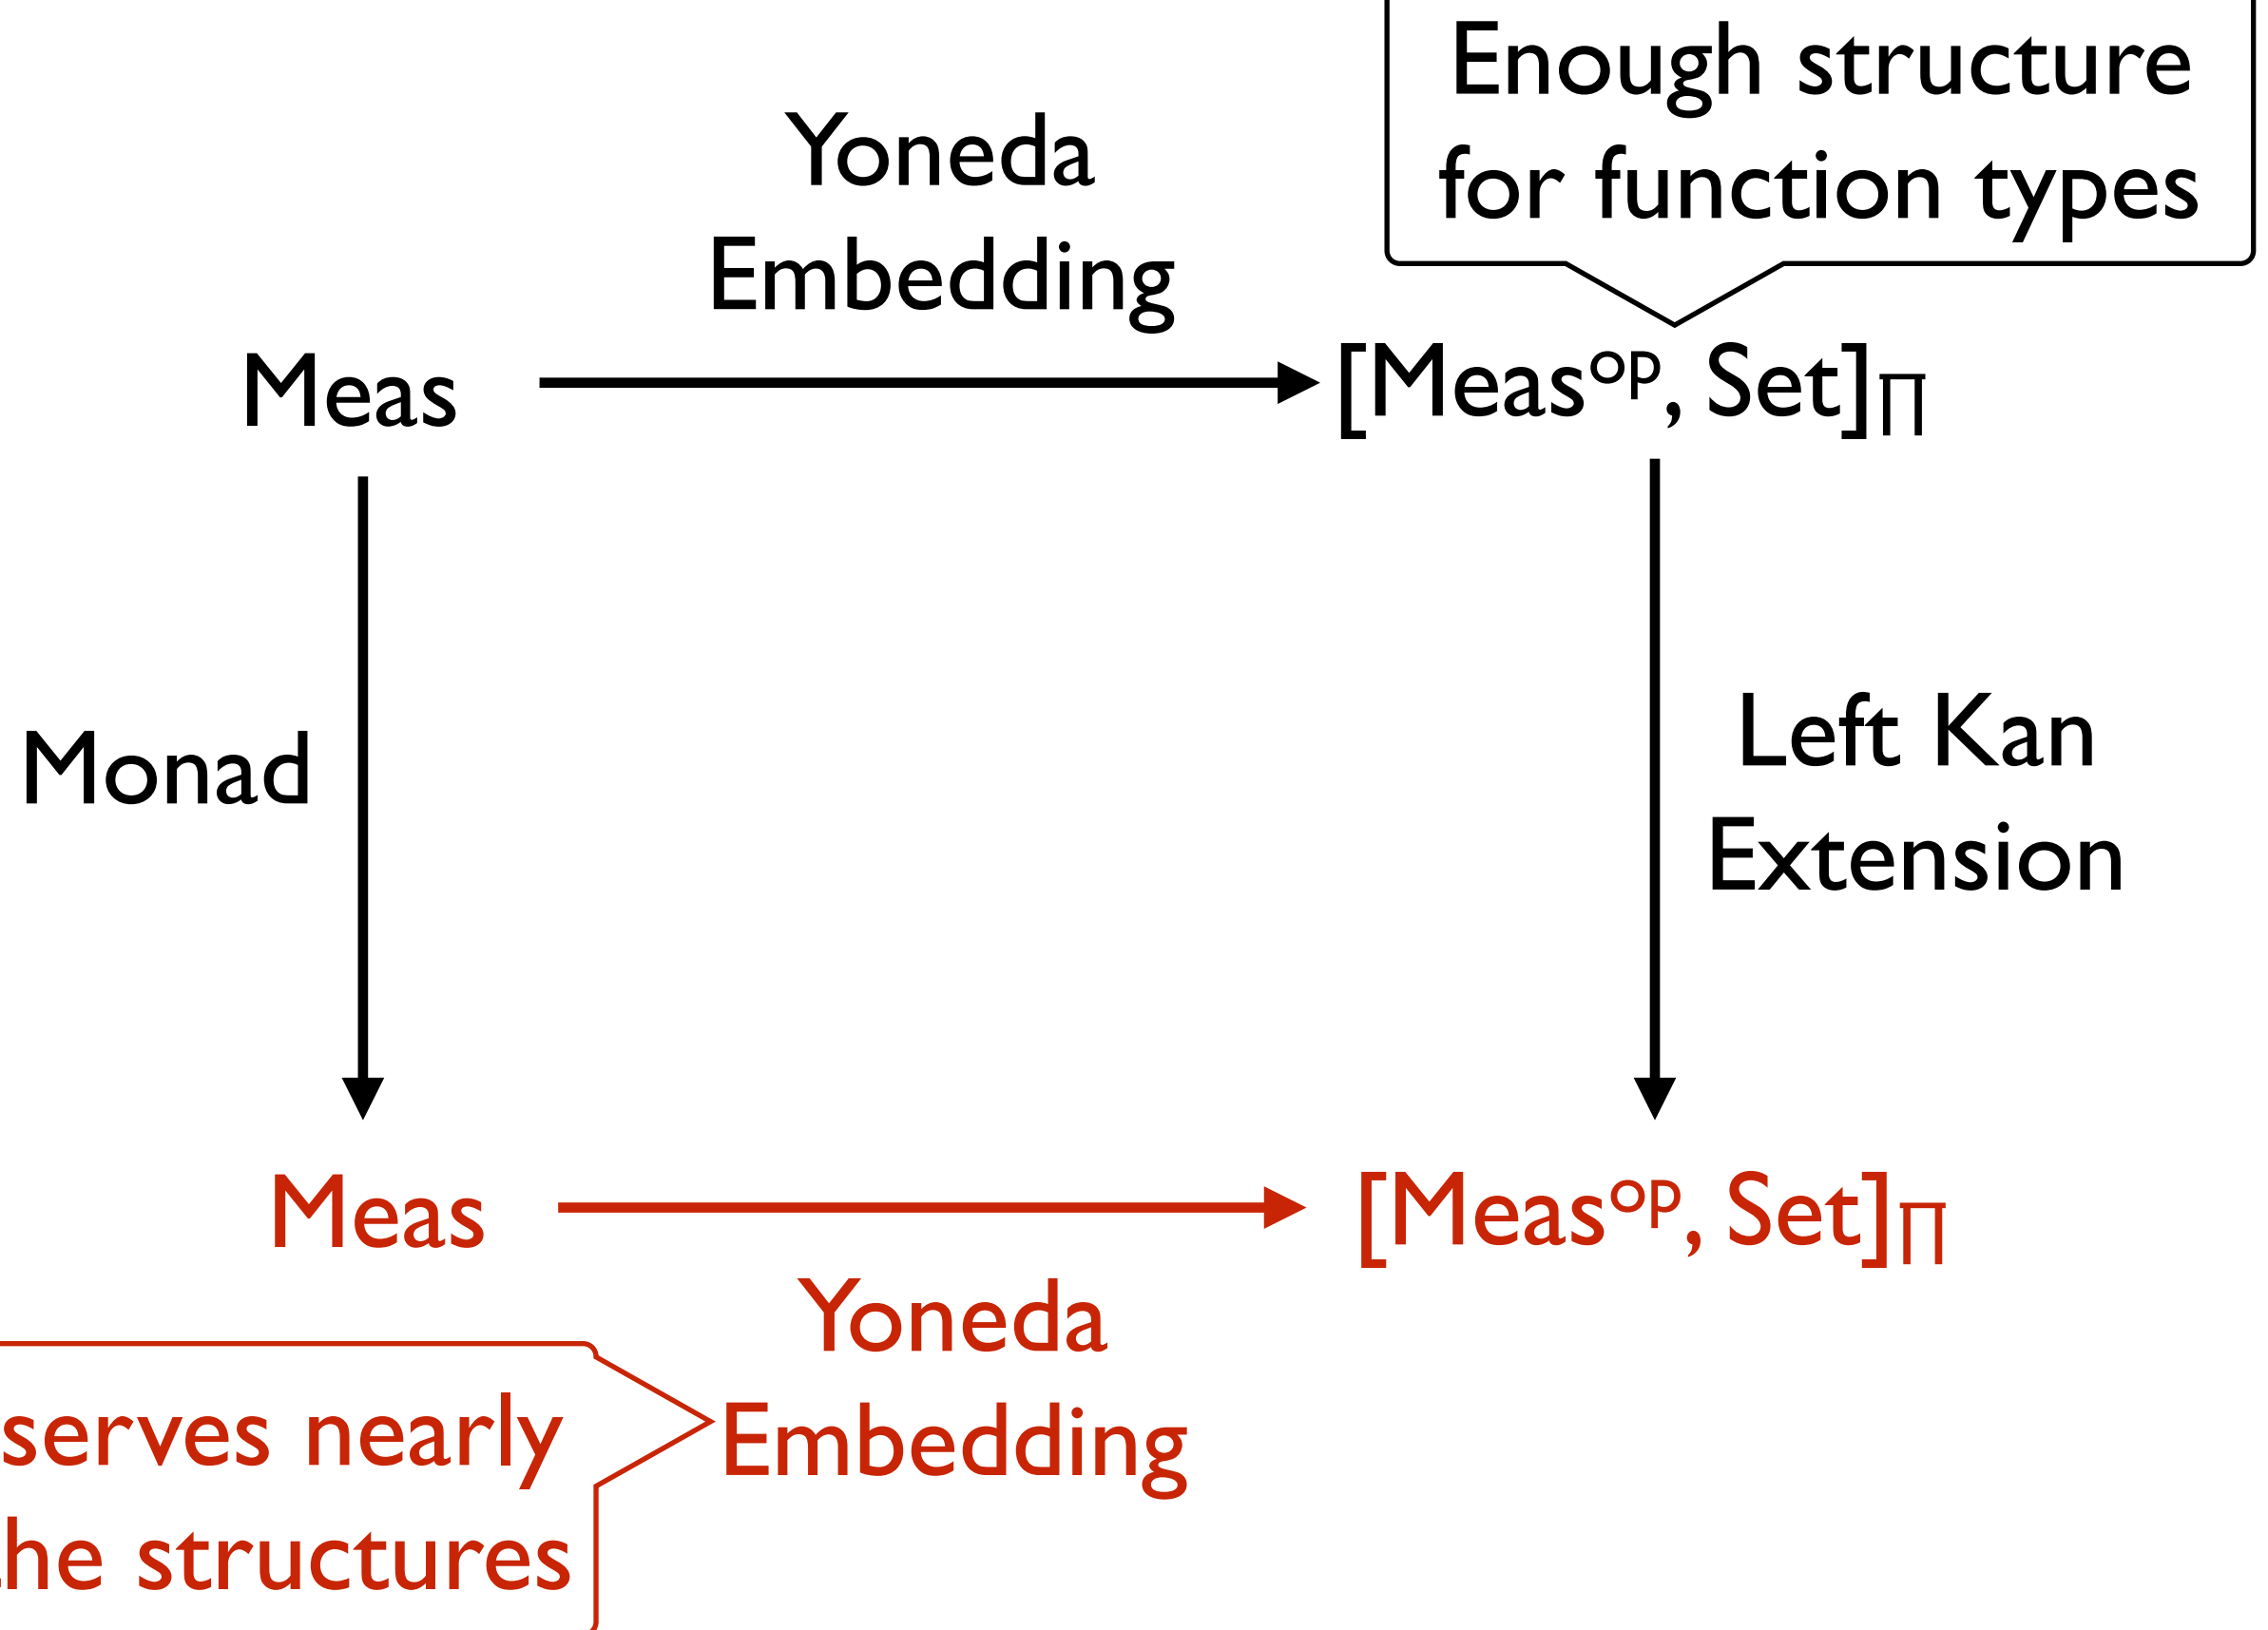 Enough structure
for function types
Yoneda
Embedding
Meas
[Measᵒᵖ, Set]∏
Monad
Left Kan
Extension
Meas
[Measᵒᵖ, Set]∏
Yoneda
Embedding
serves nearly
he structures